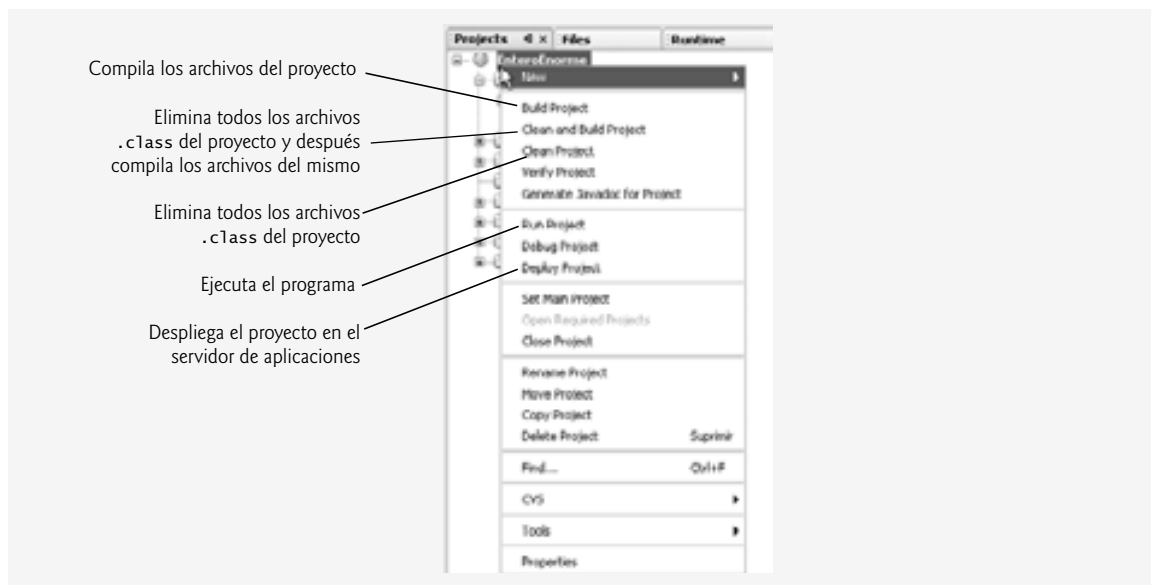 Projects Files Runtime
EnteroEnorme
New
Compila los archivos del proyecto
Elimina todos los archivos
.class del proyecto y después
compila los archivos del mismo
Elimina todos los archivos
.class del proyecto
Ejecuta el programa
Despliega el proyecto en el
servidor de aplicaciones
Build Project
Clean and Build Project
Clean Project
Verify Project
Generate Javadoc for Project
Run Project
Debug Project
Deploy Project
Set Main Project
Open Required Projects
Close Project
Rename Project
Move Project
Copy Project
Delete Project Suprimir
Find... Ctrl+F
CVS
Tools
Properties